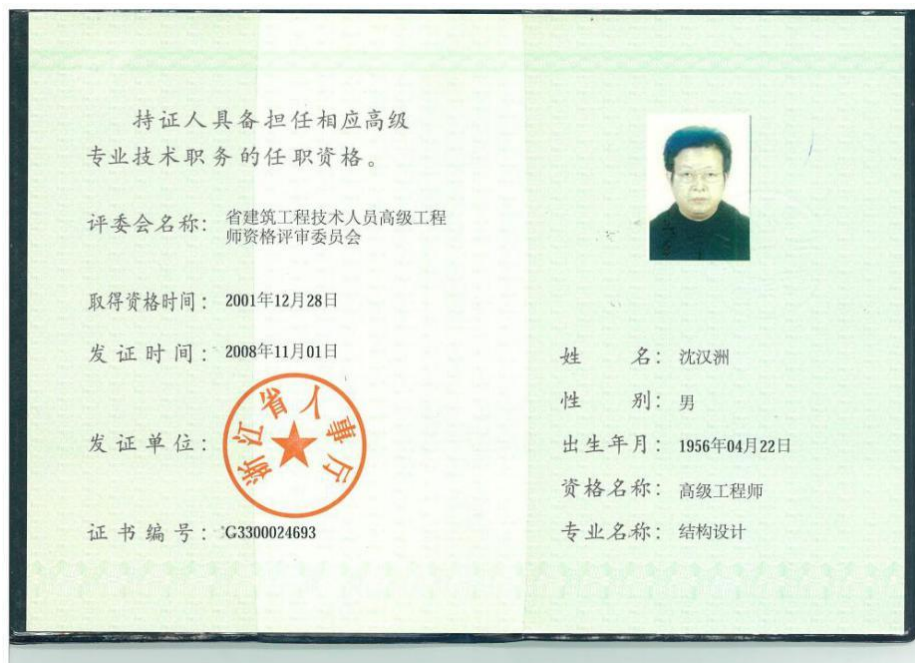 持证人具备担任相应高级
专业技术职务的任职资格。
评委会名称：省建筑工程技术人员高级工程
师资格评审委员会
取得资格时间：2001年12月28日
发证时间：2008年11月01日
发证单位：
浙江省人事厅
证书编号：G3300024693
姓名：沈汉洲
性别：男
出生年月：1956年04月22日
资格名称：高级工程师
专业名称：结构设计